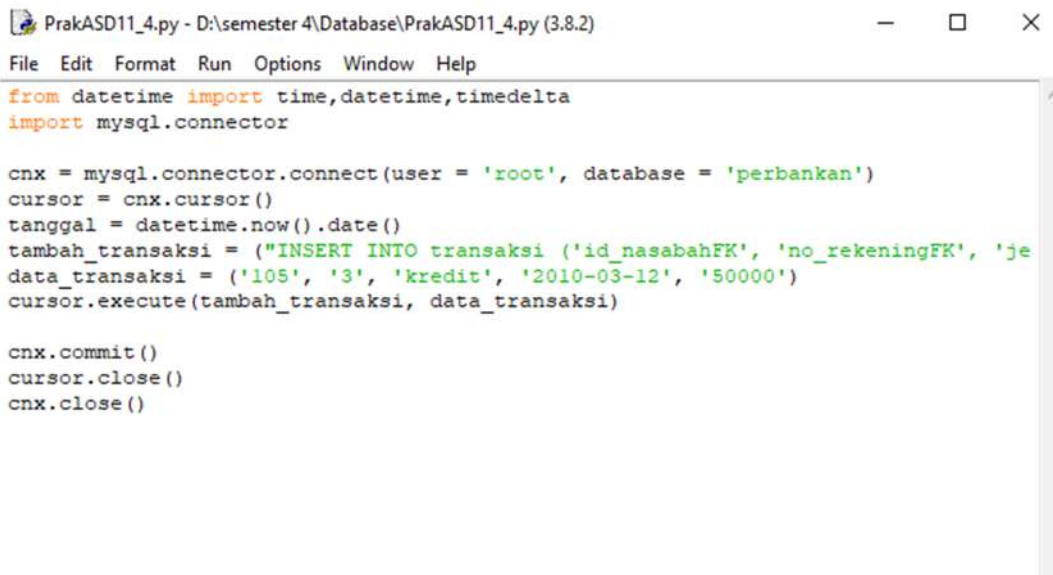 PrakASD11_4.py - D:\semester 4\Database\PrakASD11_4.py (3.8.2)
File Edit Format Run Options Window Help
from datetime import time,datetime,timedelta
import mysql.connector
cnx = mysql.connector.connect(user = 'root', database = 'perbankan')
cursor = cnx.cursor()
tanggal = datetime.now().date()
tambah_transaksi = ("INSERT INTO transaksi ('id_nasabahFK', 'no_rekeningFK', 'je
data_transaksi = ('105', '3', 'kredit', '2010-03-12', '50000')
cursor.execute(tambah_transaksi, data_transaksi)
cnx.commit()
cursor.close()
cnx.close()